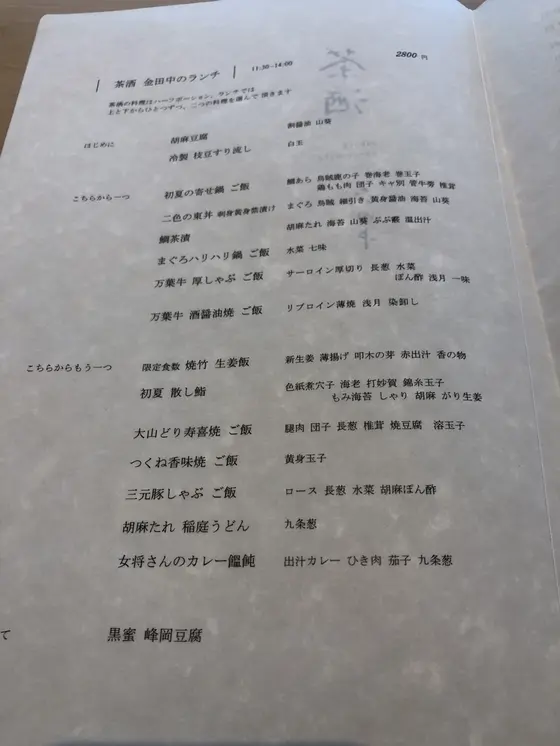 2800 円
茶酒 金田中のランチ
11:30-14:00
茶酒の料理はハーフポーション、ランチでは
上と下からひとつずつ、二つの料理を選んで 頂きます
茶酒
はじめに 胡麻豆腐 割醤油 山葵
冷製 枝豆すり流し 白玉
こちらから一つ 初夏の寄せ鍋 ご飯 鯛あら 鳥賊鹿の子 巻海老 巻玉子
鶏もも肉 団子 キャ別 管牛蒡 椎茸
二色の東丼 刺身黄身醤漬け まぐろ 烏賊 細引き 黄身醤油 海苔 山葵
鯛茶漬 胡麻たれ 海苔 山葵 ぶぶ霰 温出汁
まぐろハリハリ鍋 ご飯 水菜 七味
万葉牛 厚しゃぶ ご飯 サーロイン厚切り 長葱 水菜
ぽん酢 浅月 一味
万葉牛 酒醤油焼 ご飯 リブロイン薄焼 浅月 染卸し
こちらからもう一つ 限定食数 焼竹 生姜飯 新生姜 薄揚げ 叩木の芽 赤出汁 香の物
初夏 散し鮨 色紙煮穴子 海老 打妙賀 錦糸玉子
もみ海苔 しゃり 胡麻 がり生姜
大山どり寿喜焼 ご飯 腿肉 団子 長葱 椎茸 焼豆腐 溶玉子
つくね香味焼 ご飯 黄身玉子
三元豚しゃぶ ご飯 ロース 長葱 水菜 胡麻ぽん酢
胡麻たれ 稲庭うどん 九条葱
女将さんのカレー饂飩 出汁カレー ひき肉 茄子 九条葱
て 黒蜜 峰岡豆腐